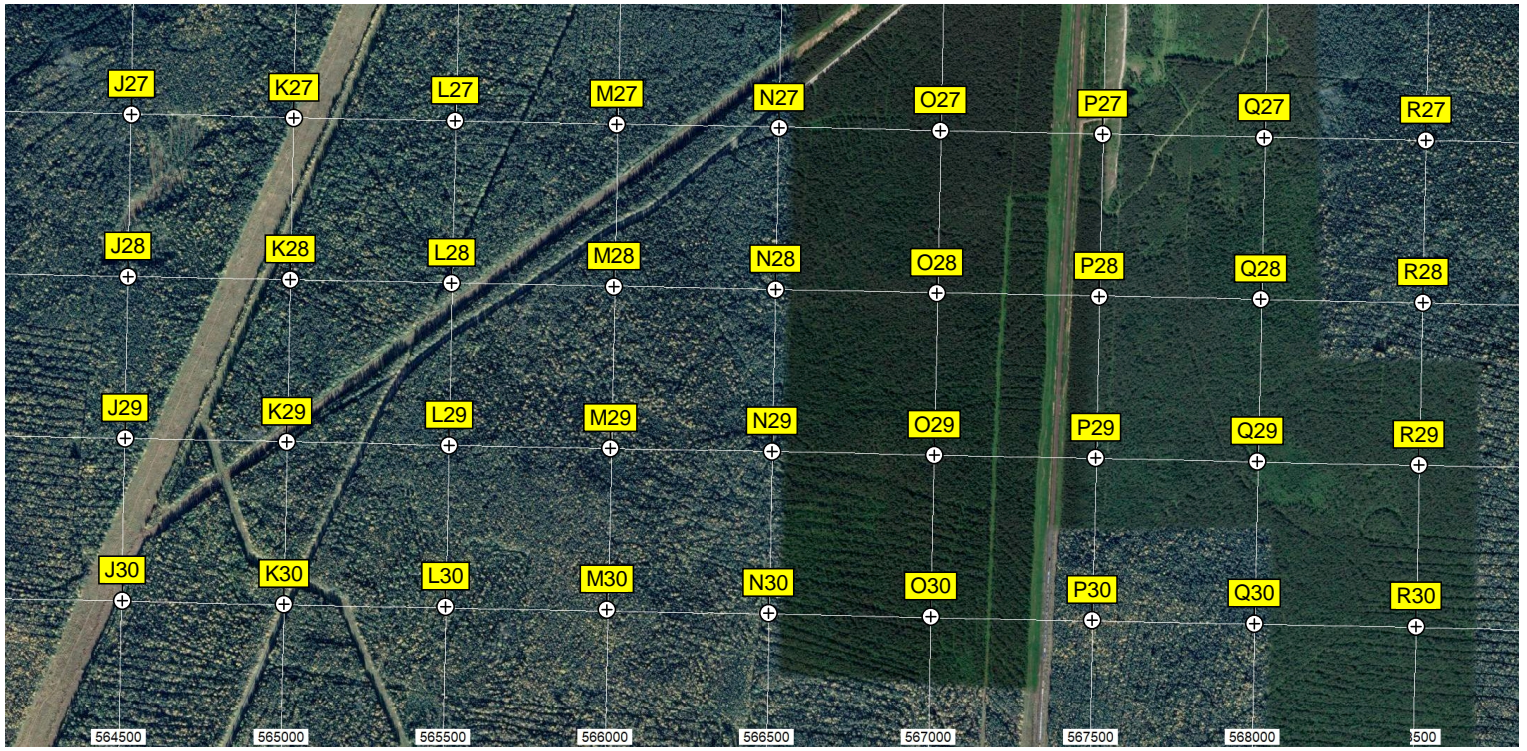 J27 K27 L27 M27 N27 O27 P27 Q27 R27
J28 K28 L28 M28 N28 O28 P28 Q28 R28
J29 K29 L29 M29 N29 O29 P29 Q29 R29
J30 K30 L30 M30 N30 O30 P30 Q30 R30
564500 565000 565500 566000 566500 567000 567500 568000 8500